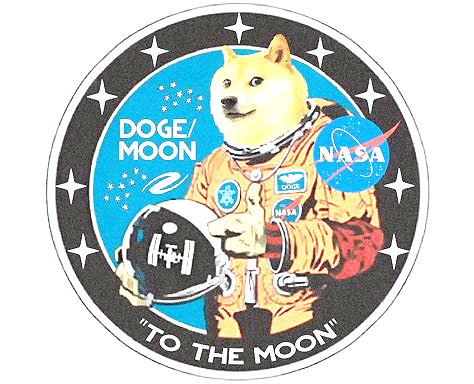 DOGE/
MOON
NASA
DOGE
NASA
"TO THE MOON"